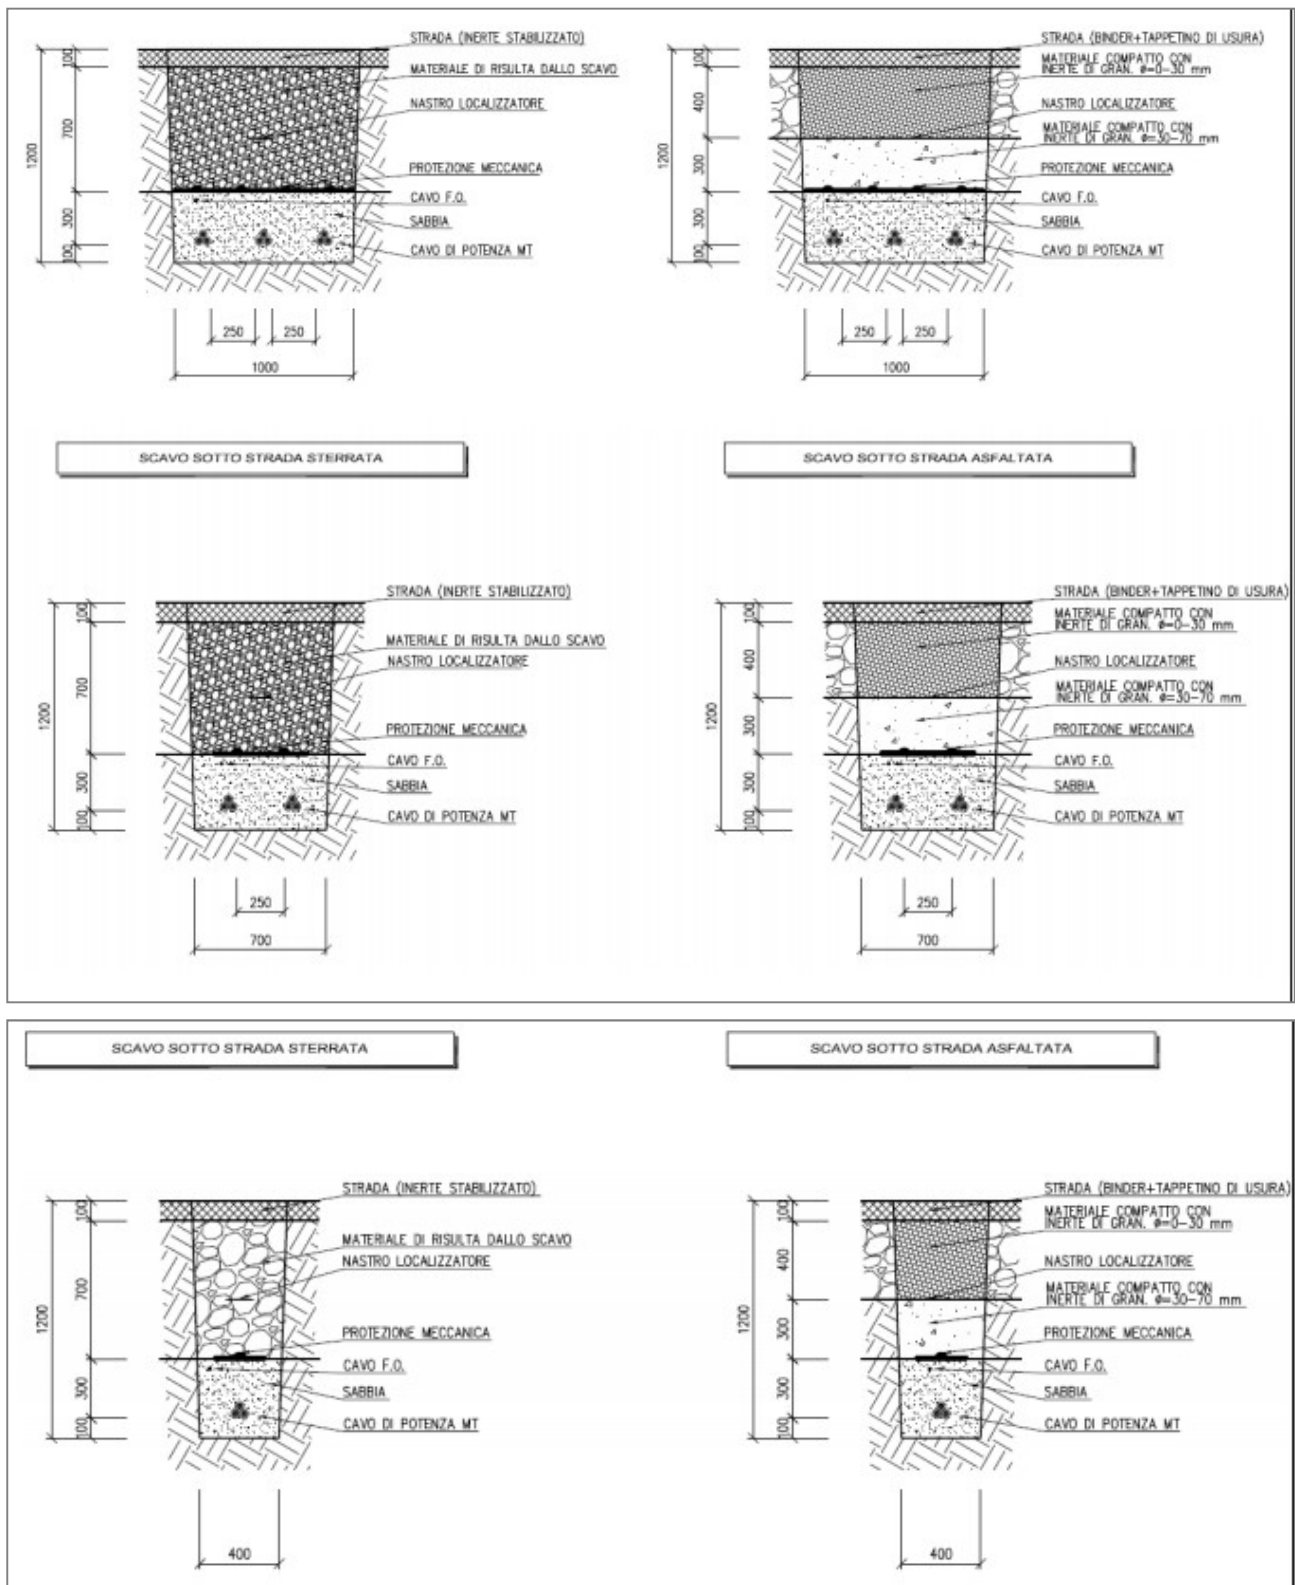 STRADA (INERTE STABILIZZATO)
MATERIALE DI RISULTA DALLO SCAVO
NASTRO LOCALIZZATORE
PROTEZIONE MECCANICA
CAVO F.O.
SABBIA
CAVO DI POTENZA MT
100
700
1200
300
100
250
250
1000
STRADA (BINDER+TAPPETINO DI USURA)
MATERIALE COMPATTO CON
INERTE DI GRAN. ø=0-30 mm
NASTRO LOCALIZZATORE
MATERIALE COMPATTO CON
INERTE DI GRAN. ø=30-70 mm
PROTEZIONE MECCANICA
CAVO F.O.
SABBIA
CAVO DI POTENZA MT
100
400
1200
300
300
100
250
250
1000
SCAVO SOTTO STRADA STERRATA
SCAVO SOTTO STRADA ASFALTATA
STRADA (INERTE STABILIZZATO)
MATERIALE DI RISULTA DALLO SCAVO
NASTRO LOCALIZZATORE
PROTEZIONE MECCANICA
CAVO F.O.
SABBIA
CAVO DI POTENZA MT
100
700
1200
300
100
250
700
STRADA (BINDER+TAPPETINO DI USURA)
MATERIALE COMPATTO CON
INERTE DI GRAN. ø=0-30 mm
NASTRO LOCALIZZATORE
MATERIALE COMPATTO CON
INERTE DI GRAN. ø=30-70 mm
PROTEZIONE MECCANICA
CAVO F.O.
SABBIA
CAVO DI POTENZA MT
100
400
1200
300
300
100
250
700
SCAVO SOTTO STRADA STERRATA
SCAVO SOTTO STRADA ASFALTATA
STRADA (INERTE STABILIZZATO)
MATERIALE DI RISULTA DALLO SCAVO
NASTRO LOCALIZZATORE
PROTEZIONE MECCANICA
CAVO F.O.
SABBIA
CAVO DI POTENZA MT
100
700
1200
300
100
400
STRADA (BINDER+TAPPETINO DI USURA)
MATERIALE COMPATTO CON
INERTE DI GRAN. ø=0-30 mm
NASTRO LOCALIZZATORE
MATERIALE COMPATTO CON
INERTE DI GRAN. ø=30-70 mm
PROTEZIONE MECCANICA
CAVO F.O.
SABBIA
CAVO DI POTENZA MT
100
400
1200
300
300
100
400